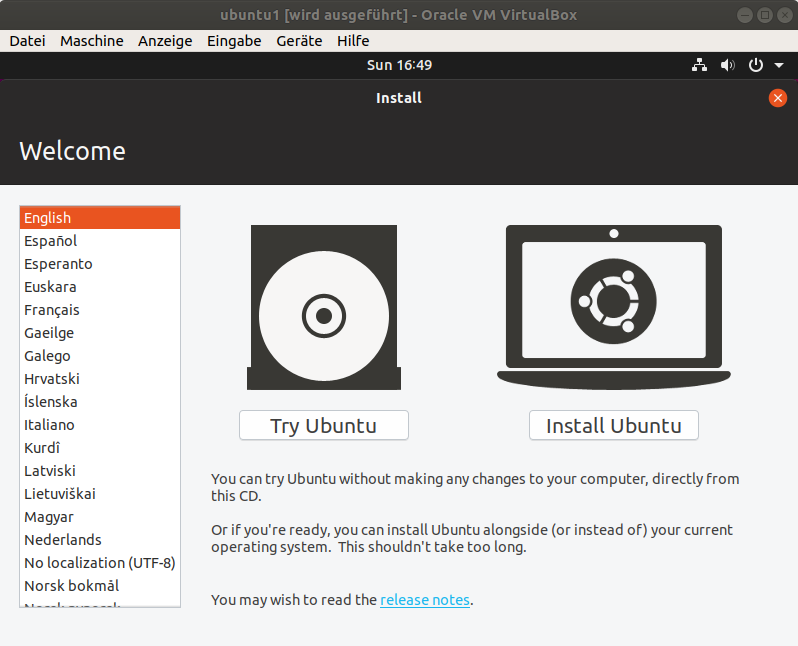 ubuntu1 [wird ausgeführt] - Oracle VM VirtualBox
Datei Maschine Anzeige Eingabe Geräte Hilfe
Sun 16:49
Install
Welcome
English
Español
Esperanto
Euskara
Français
Gaeilge
Galego
Hrvatski
Íslenska
Italiano
Kurdî
Latviski
Lietuviškai
Magyar
Nederlands
No localization (UTF-8)
Norsk bokmål
Try Ubuntu
Install Ubuntu
You can try Ubuntu without making any changes to your computer, directly from
this CD.
Or if you're ready, you can install Ubuntu alongside (or instead of) your current
operating system. This shouldn't take too long.
You may wish to read the release notes.